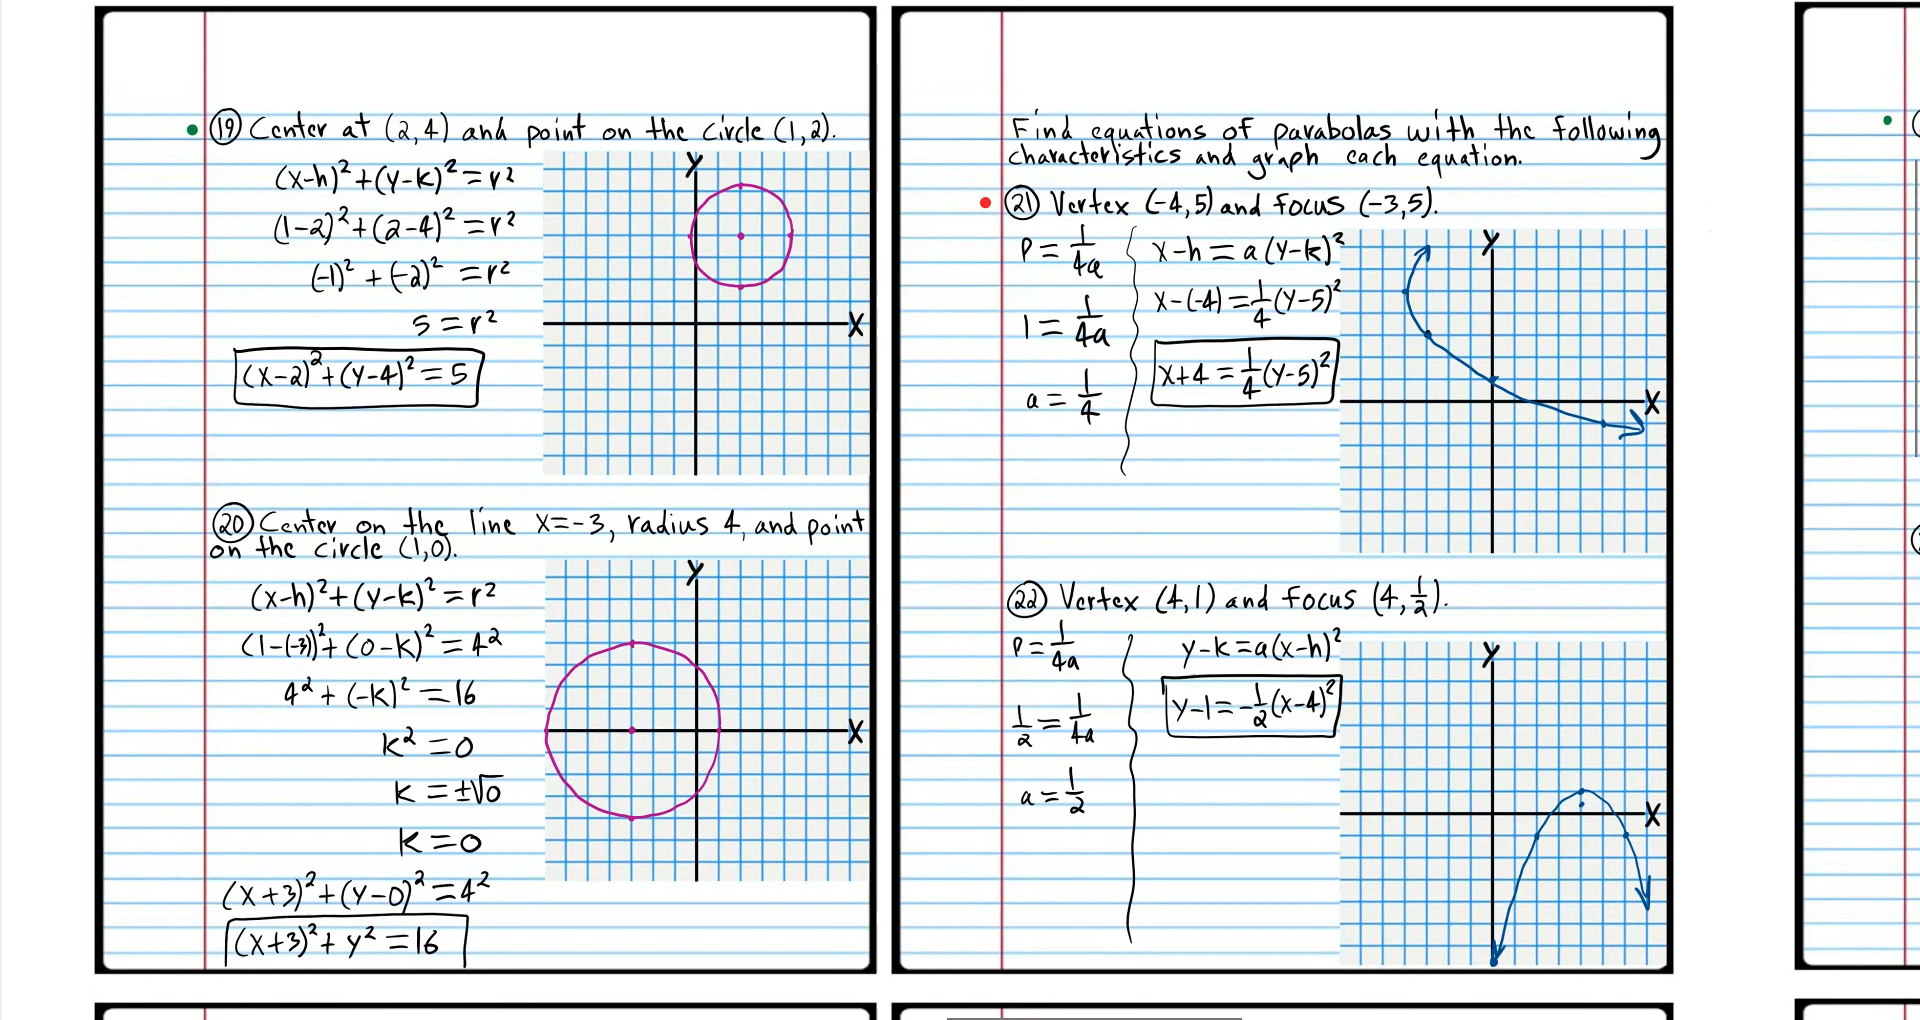 ⑲ Center at (2,4) and point on the circle (1,2).
(x-h)²+(y-k)²=r²
(1-2)²+(2-4)²=r²
(-1)²+(-2)²=r²
5=r²
(x-2)²+(y-4)²=5
Y
X
⑳ Center on the line x=-3, radius 4, and point
on the circle (1,0).
(x-h)²+(y-k)²=r²
(1-(-3))²+(0-k)²=4²
4²+(-k)²=16
k²=0
k=±√0
k=0
(x+3)²+(y-0)²=4²
(x+3)²+y²=16
Y
X
Find equations of parabolas with the following
characteristics and graph each equation.
㉑ Vertex (-4,5) and Focus (-3,5).
P=1/4a
1=1/4a
a=1/4
x-h=a(y-k)²
x-(-4)=1/4(y-5)²
x+4=1/4(y-5)²
Y
X
㉒ Vertex (4,1) and Focus (4,1/2).
P=1/4a
1/2=1/4a
a=1/2
y-k=a(x-h)²
y-1=-1/2(x-4)²
Y
X